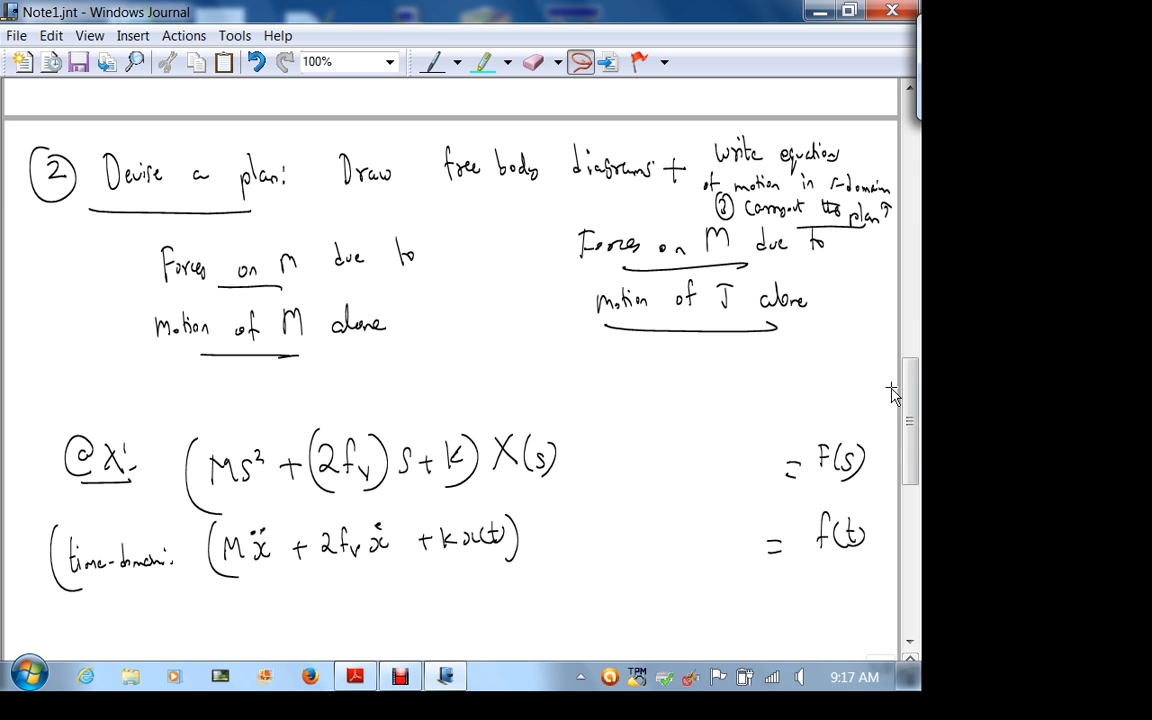 Note1.jnt - Windows Journal
File Edit View Insert Actions Tools Help
100%
② Devise a plan: Draw free body diagrams + Write equations
of motion in s-domain
③ Carryout the plan↑
Forces on M due to
motion of M alone
Forces on M due to
motion of J alone
@ X: (Ms² + (2fᵥ) s + K) X(s) = F(s)
(time-domain: (Mẍ + 2fᵥ ẋ + K x(t)) = f(t)
9:17 AM